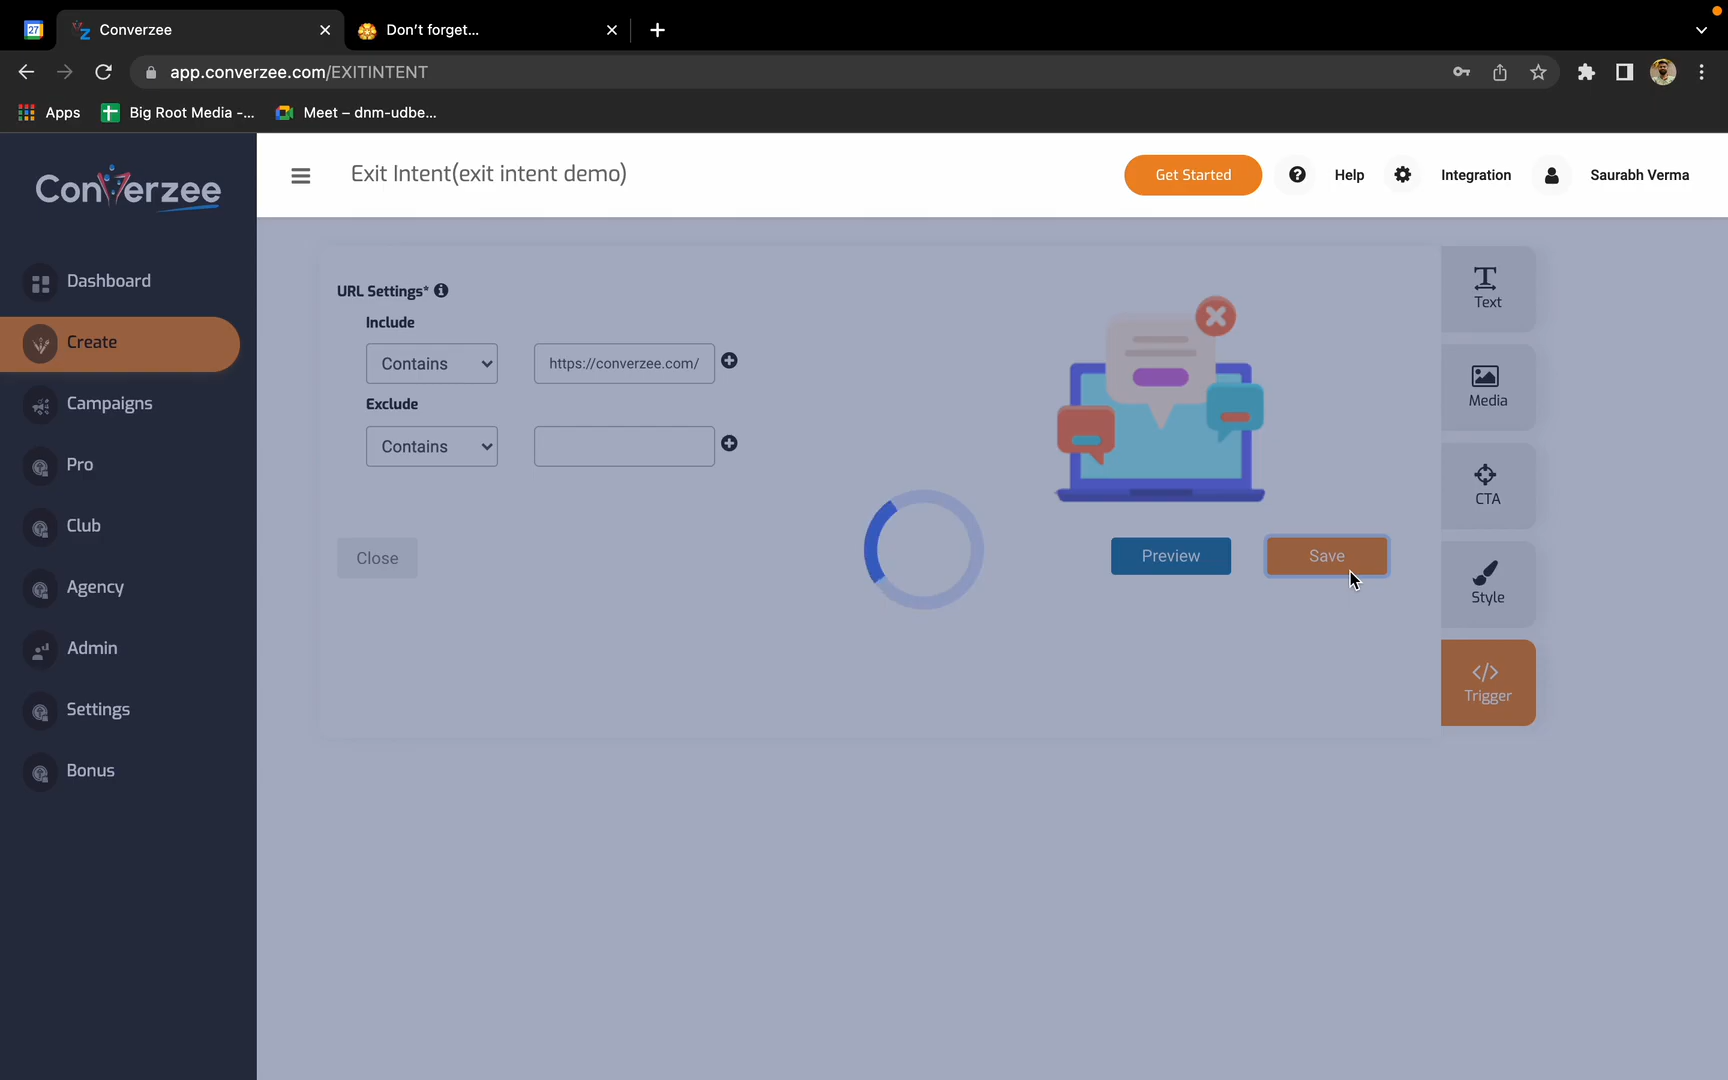 27
Converzee
Don't forget...
app.converzee.com/EXITINTENT
Apps
Big Root Media -...
Meet – dnm-udbe...
Converzee
Exit Intent(exit intent demo)
Get Started
Help
Integration
Saurabh Verma
Dashboard
Create
Campaigns
Pro
Club
Agency
Admin
Settings
Bonus
URL Settings*
Include
Contains
https://converzee.com/
Exclude
Contains
Close
Preview
Save
Text
Media
CTA
Style
Trigger